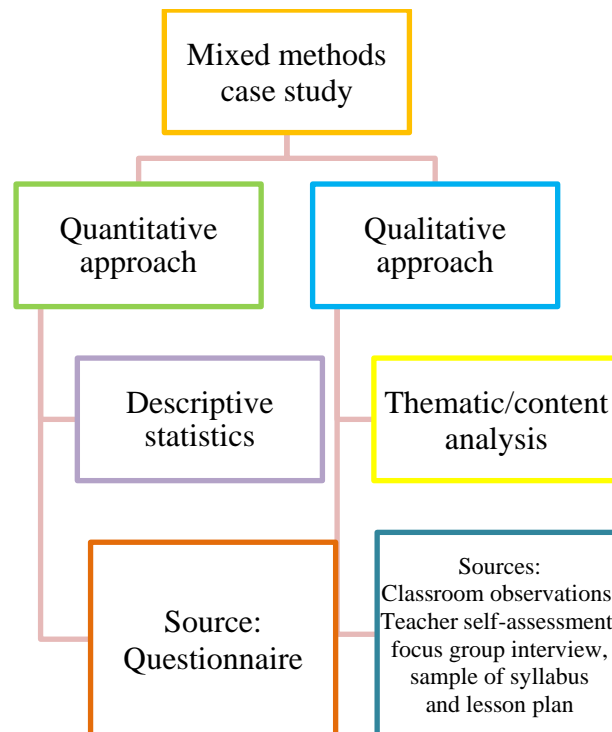 Mixed methods
case study
Quantitative
approach
Qualitative
approach
Descriptive
statistics
Thematic/content
analysis
Source:
Questionnaire
Sources:
Classroom observations
Teacher self-assessment
focus group interview,
sample of syllabus
and lesson plan